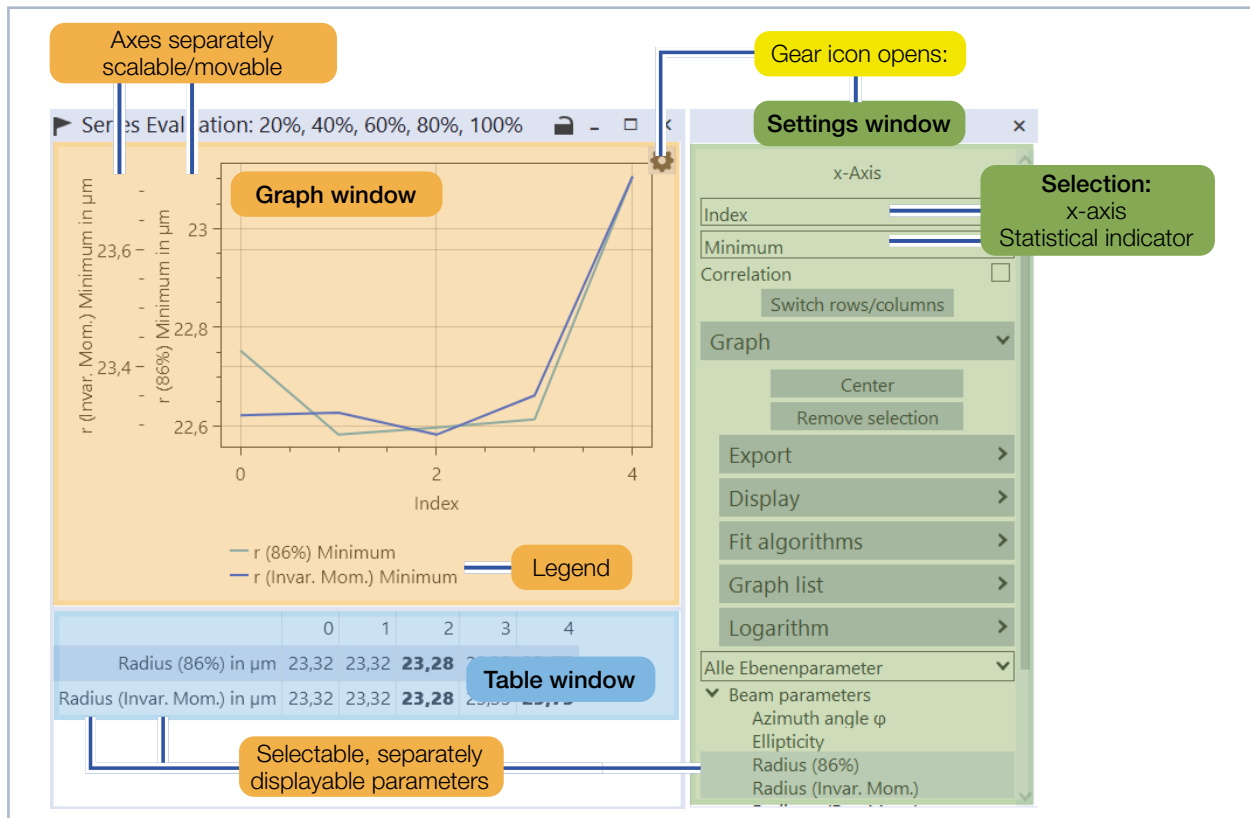 Axes separately
scalable/movable
Gear icon opens:
Series Evaluation: 20%, 40%, 60%, 80%, 100%
Settings window
Graph window
r (Invar. Mom.) Minimum in µm
23,6
23,4
r (86%) Minimum in µm
23
22,8
22,6
0
2
4
Index
r (86%) Minimum
r (Invar. Mom.) Minimum
Legend
0 1 2 3 4
Radius (86%) in µm 23,32 23,32 23,28
Radius (Invar. Mom.) in µm 23,32 23,32 23,28
Table window
Selectable, separately
displayable parameters
x-Axis
Index
Minimum
Selection:
x-axis
Statistical indicator
Correlation
Switch rows/columns
Graph
Center
Remove selection
Export
Display
Fit algorithms
Graph list
Logarithm
Alle Ebenenparameter
Beam parameters
Azimuth angle φ
Ellipticity
Radius (86%)
Radius (Invar. Mom.)